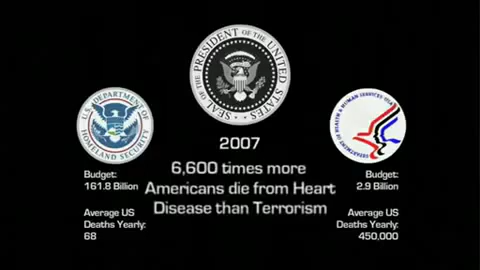 SEAL OF THE PRESIDENT OF THE UNITED STATES
U.S. DEPARTMENT OF HOMELAND SECURITY
2007
6,600 times more
Americans die from Heart
Disease than Terrorism
Budget:
161.8 Billion
Average US
Deaths Yearly:
68
DEPARTMENT OF HEALTH & HUMAN SERVICES USA
Budget:
2.9 Billion
Average US
Deaths Yearly:
450,000